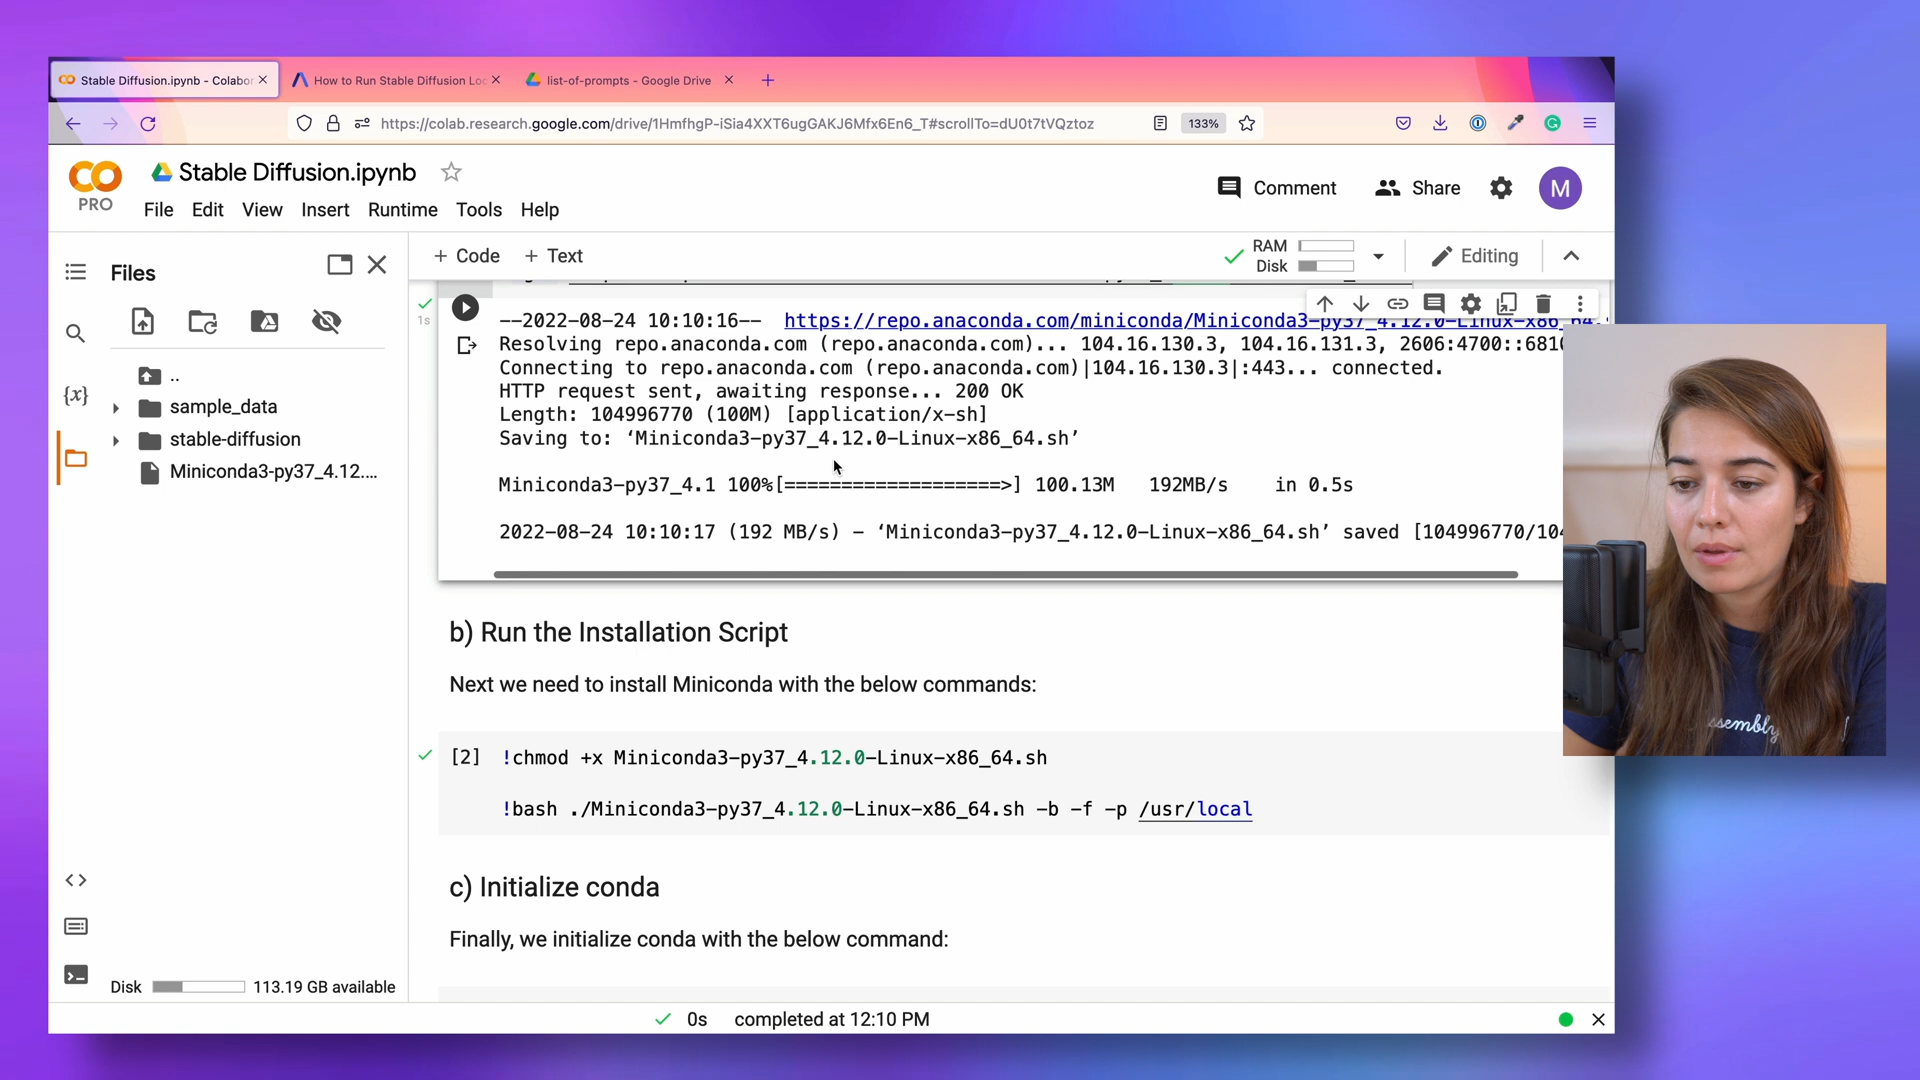 Stable Diffusion.ipynb - Colabor
How to Run Stable Diffusion Loc
list-of-prompts - Google Drive
https://colab.research.google.com/drive/1HmfhgP-iSia4XXT6ugGAKJ6Mfx6En6_T#scrollTo=dU0t7tVQztoz
133%
CO
PRO
Stable Diffusion.ipynb
Comment
Share
M
File Edit View Insert Runtime Tools Help
Files
+ Code + Text
RAM
Disk
Editing
1s
--2022-08-24 10:10:16-- https://repo.anaconda.com/miniconda/Miniconda3-py37_4.12.0-Linux-x86_64.
Resolving repo.anaconda.com (repo.anaconda.com)... 104.16.130.3, 104.16.131.3, 2606:4700::6810
Connecting to repo.anaconda.com (repo.anaconda.com)|104.16.130.3|:443... connected.
HTTP request sent, awaiting response... 200 OK
Length: 104996770 (100M) [application/x-sh]
Saving to: ‘Miniconda3-py37_4.12.0-Linux-x86_64.sh’
Miniconda3-py37_4.1 100%[===================>] 100.13M 192MB/s in 0.5s
2022-08-24 10:10:17 (192 MB/s) - ‘Miniconda3-py37_4.12.0-Linux-x86_64.sh’ saved [104996770/104
..
sample_data
stable-diffusion
Miniconda3-py37_4.12....
{x}
b) Run the Installation Script
Next we need to install Miniconda with the below commands:
[2] !chmod +x Miniconda3-py37_4.12.0-Linux-x86_64.sh
!bash ./Miniconda3-py37_4.12.0-Linux-x86_64.sh -b -f -p /usr/local
c) Initialize conda
Finally, we initialize conda with the below command:
Disk 113.19 GB available
0s completed at 12:10 PM
ssembly